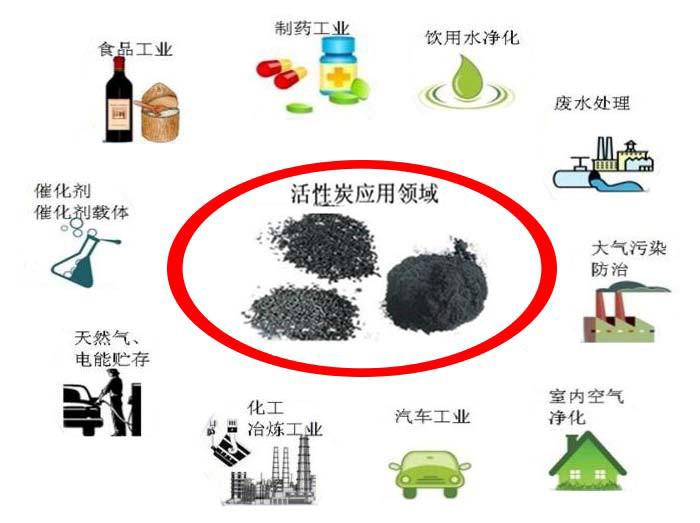 食品工业
制药工业
饮用水净化
废水处理
催化剂
催化剂载体
活性炭应用领域
大气污染
防治
天然气、
电能贮存
化工
冶炼工业
汽车工业
室内空气
净化